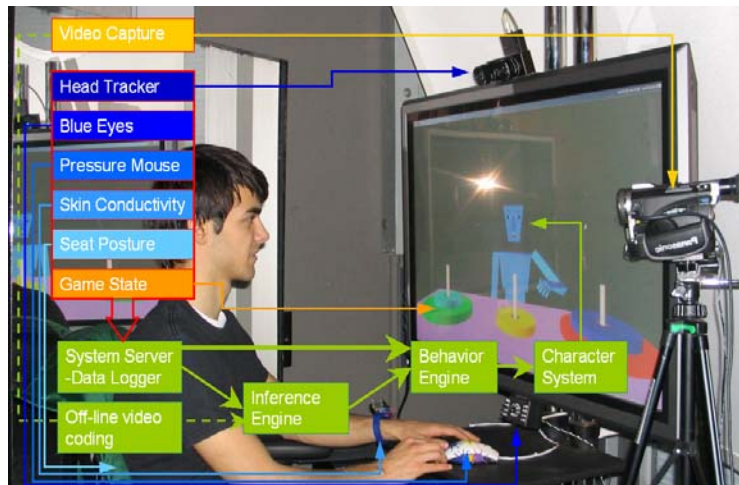 Video Capture
Head Tracker
Blue Eyes
Pressure Mouse
Skin Conductivity
Seat Posture
Game State
System Server
-Data Logger
Off-line video
coding
Inference
Engine
Behavior
Engine
Character
System
Panasonic